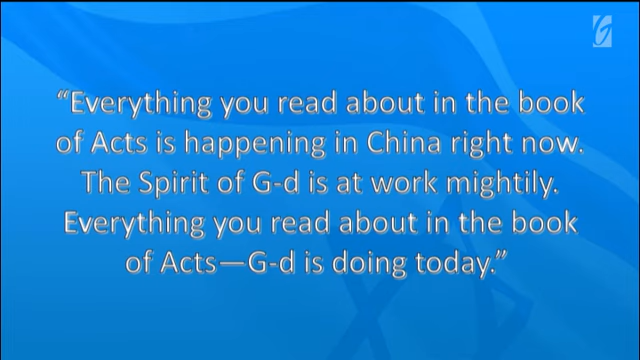 “Everything you read about in the book
of Acts is happening in China right now.
The Spirit of G-d is at work mightily.
Everything you read about in the book
of Acts—G-d is doing today.”